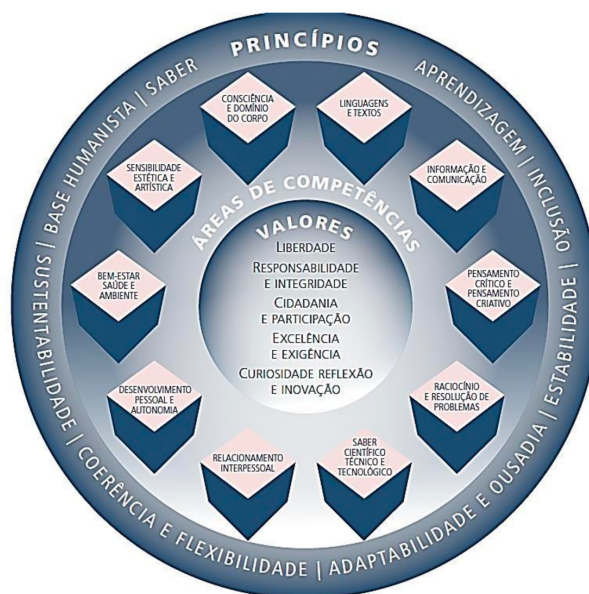 PRINCÍPIOS
BASE HUMANISTA | SABER
APRENDIZAGEM | INCLUSÃO |
ESTABILIDADE |
ADAPTABILIDADE E OUSADIA |
COERÊNCIA E FLEXIBILIDADE |
SUSTENTABILIDADE |
ÁREAS DE COMPETÊNCIAS
CONSCIÊNCIA
E DOMÍNIO
DO CORPO
LINGUAGENS
E TEXTOS
INFORMAÇÃO E
COMUNICAÇÃO
PENSAMENTO
CRÍTICO E
PENSAMENTO
CRIATIVO
RACIOCÍNIO
E RESOLUÇÃO DE
PROBLEMAS
SABER
CIENTÍFICO
TÉCNICO E
TECNOLÓGICO
RELACIONAMENTO
INTERPESSOAL
DESENVOLVIMENTO
PESSOAL E
AUTONOMIA
BEM-ESTAR
SAÚDE E
AMBIENTE
SENSIBILIDADE
ESTÉTICA E
ARTÍSTICA
VALORES
LIBERDADE
RESPONSABILIDADE
E INTEGRIDADE
CIDADANIA
E PARTICIPAÇÃO
EXCELÊNCIA
E EXIGÊNCIA
CURIOSIDADE REFLEXÃO
E INOVAÇÃO